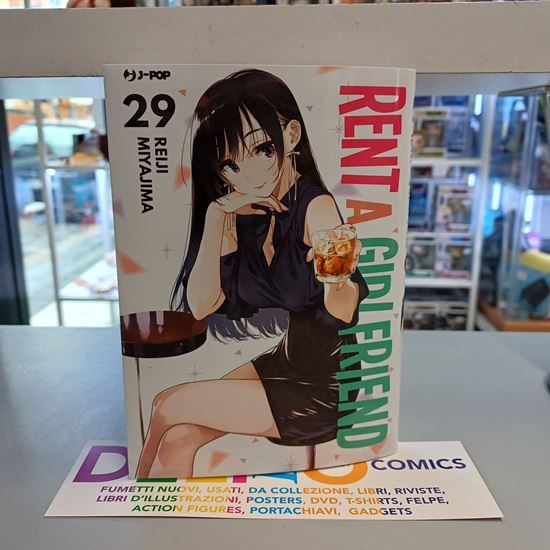 J-POP
29
REIJI
MIYAJIMA
RENT A GIRLFRIEND
COMICS
FUMETTI NUOVI, USATI, DA COLLEZIONE, LIBRI, RIVISTE,
LIBRI D'ILLUSTRAZIONI, POSTERS, DVD, T-SHIRTS, FELPE,
ACTION FIGURES, PORTACHIAVI, GADGETS